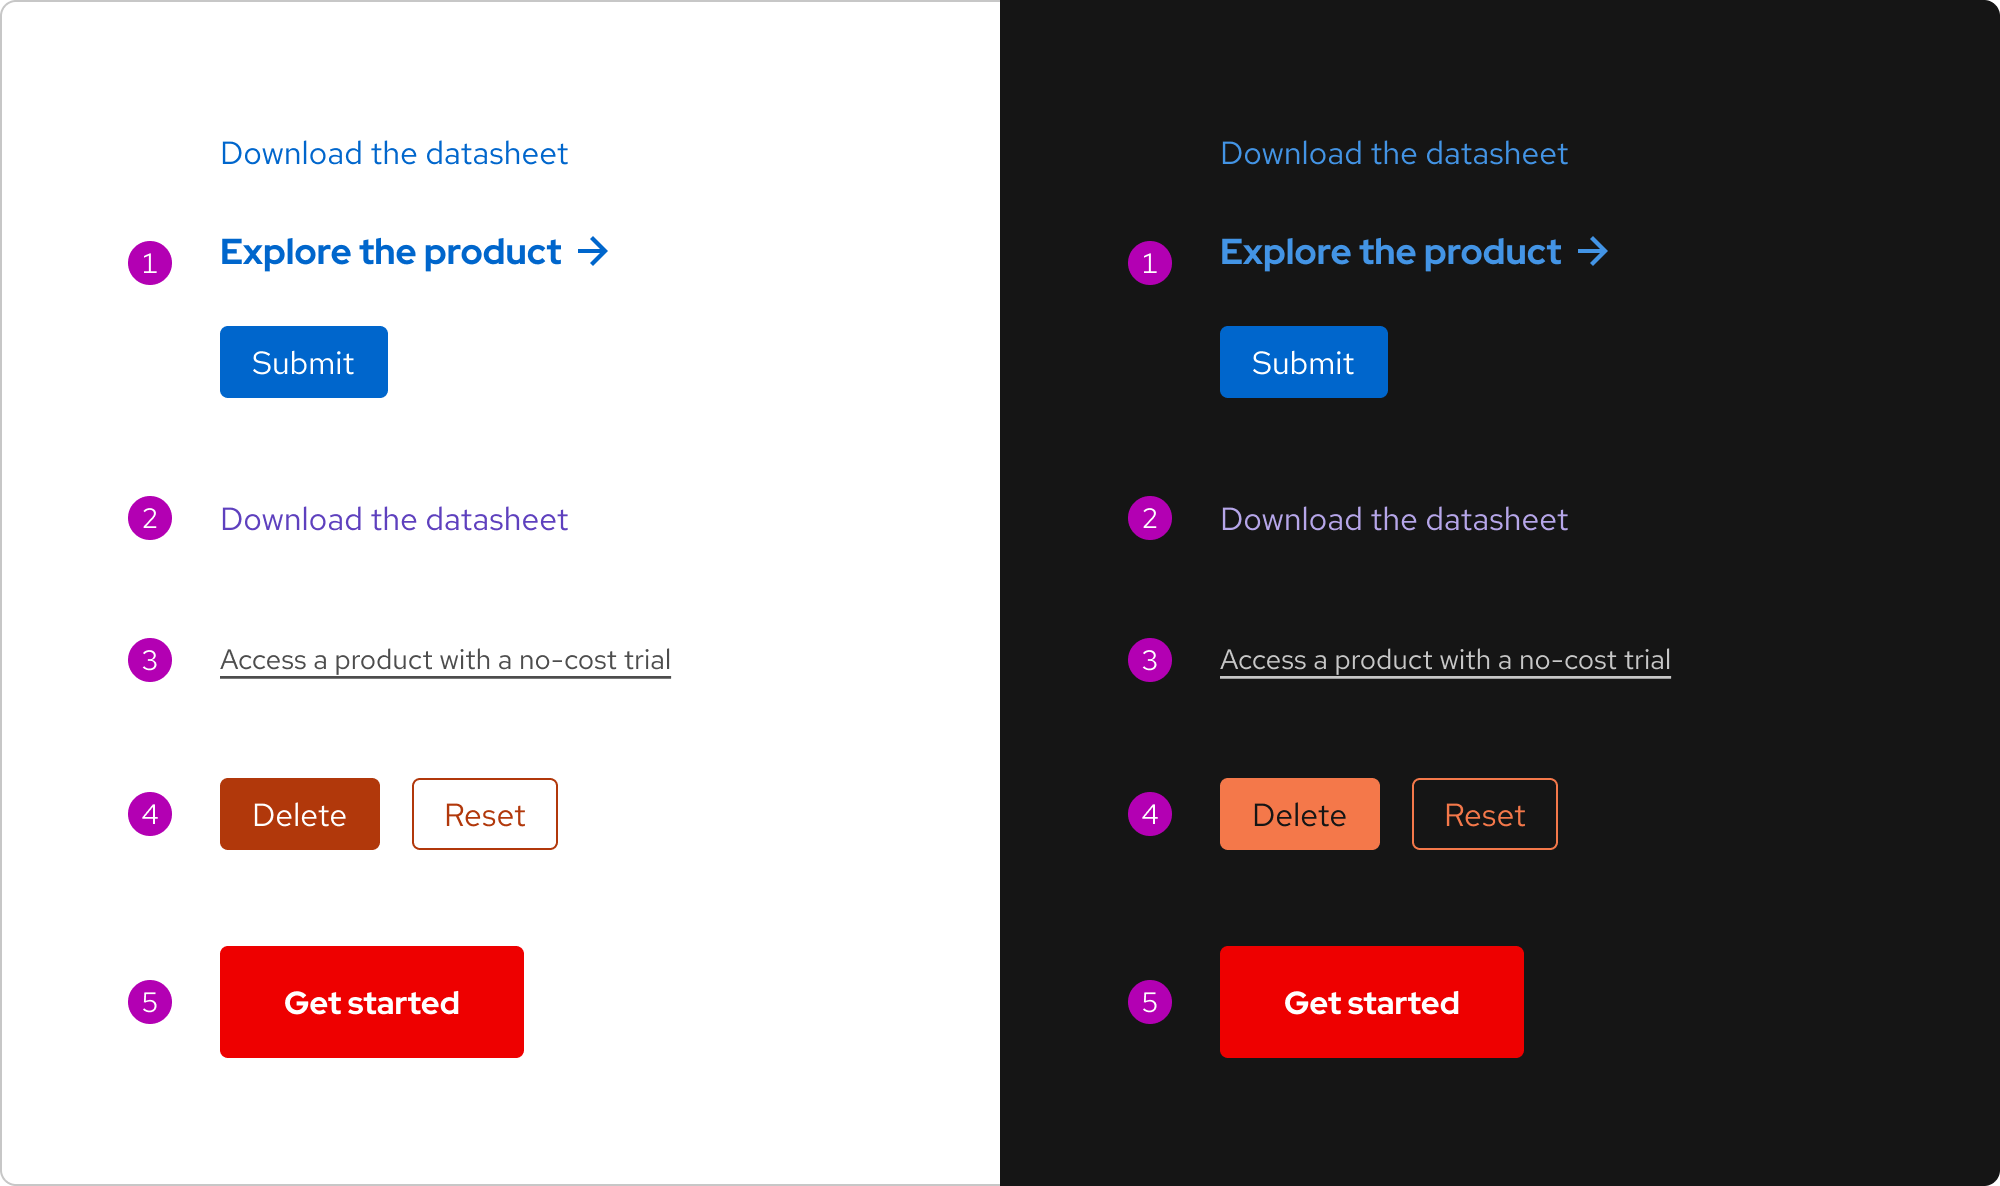 Download the datasheet
1 Explore the product →
Submit
2 Download the datasheet
3 Access a product with a no-cost trial
4 Delete Reset
5 Get started
Download the datasheet
1 Explore the product →
Submit
2 Download the datasheet
3 Access a product with a no-cost trial
4 Delete Reset
5 Get started